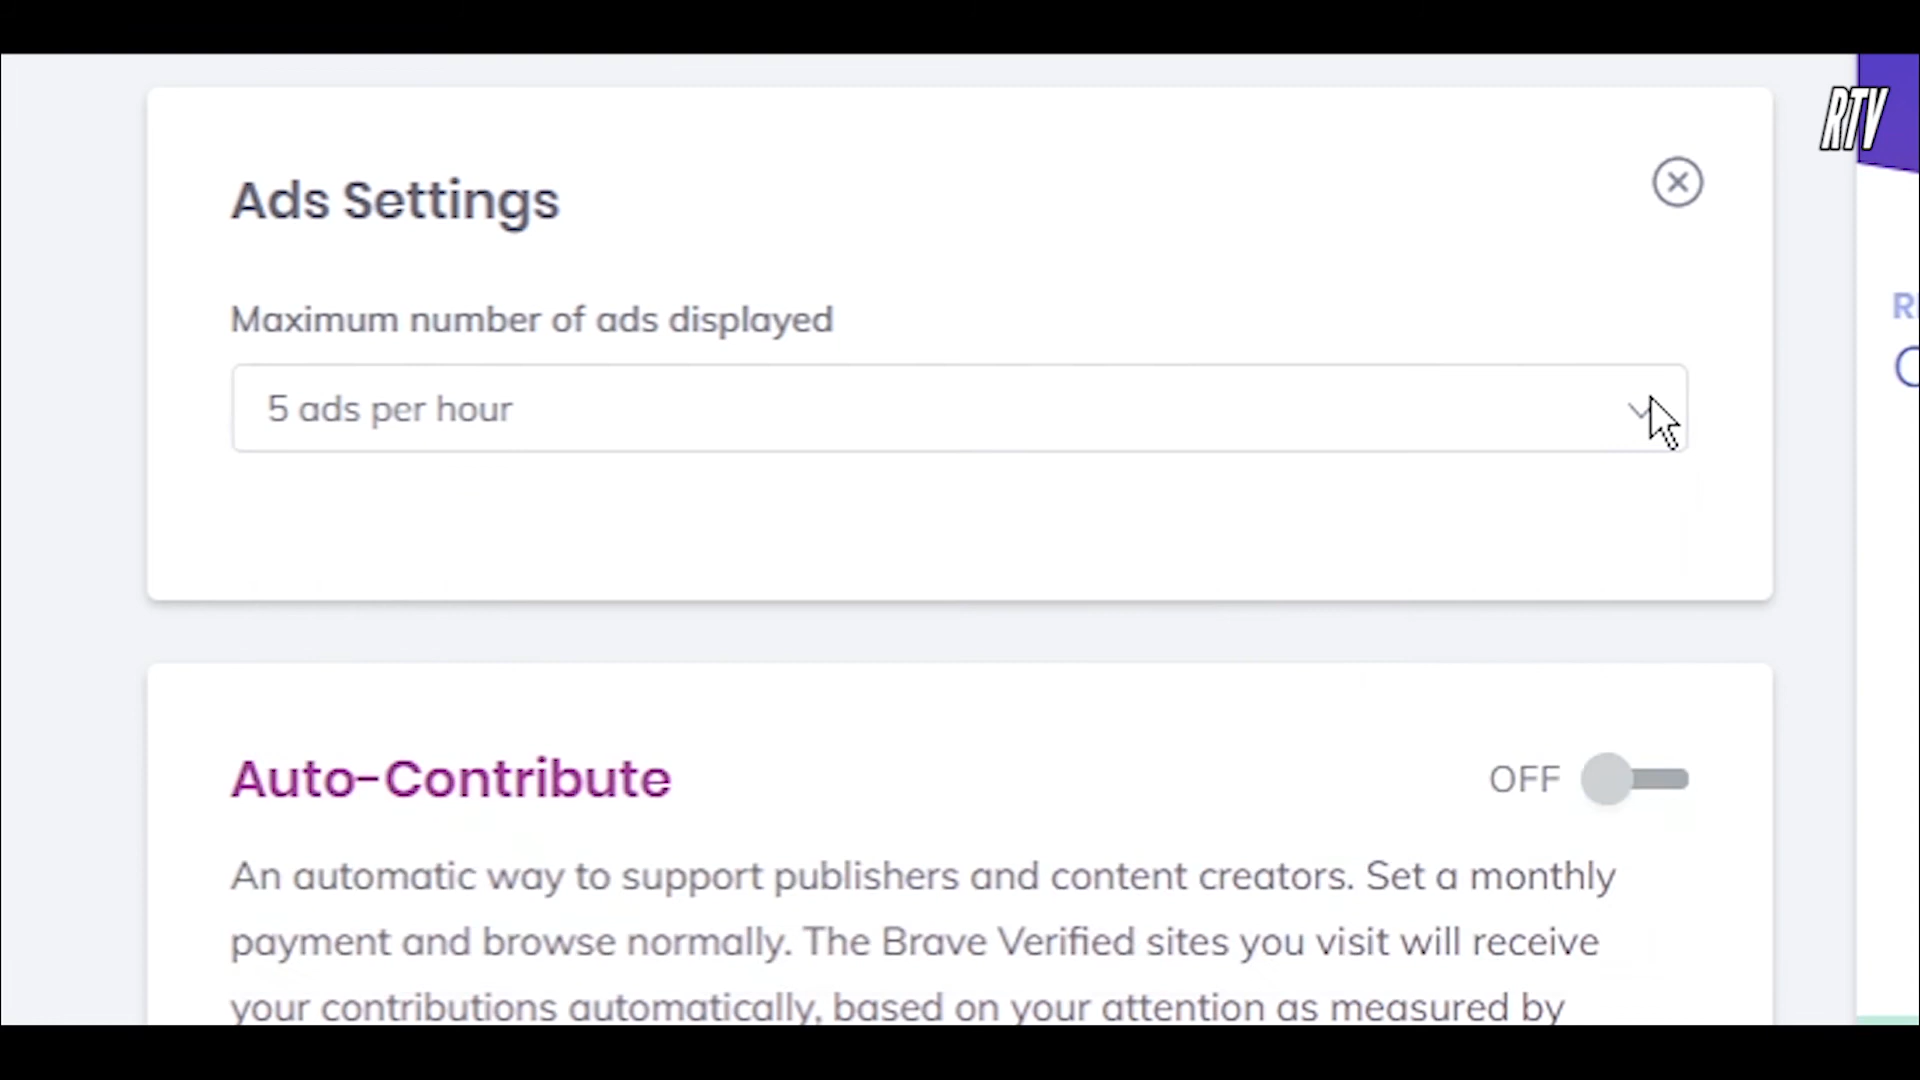 RTV
Ads Settings
Maximum number of ads displayed
5 ads per hour
Auto-Contribute
OFF
An automatic way to support publishers and content creators. Set a monthly
payment and browse normally. The Brave Verified sites you visit will receive
your contributions automatically, based on your attention as measured by